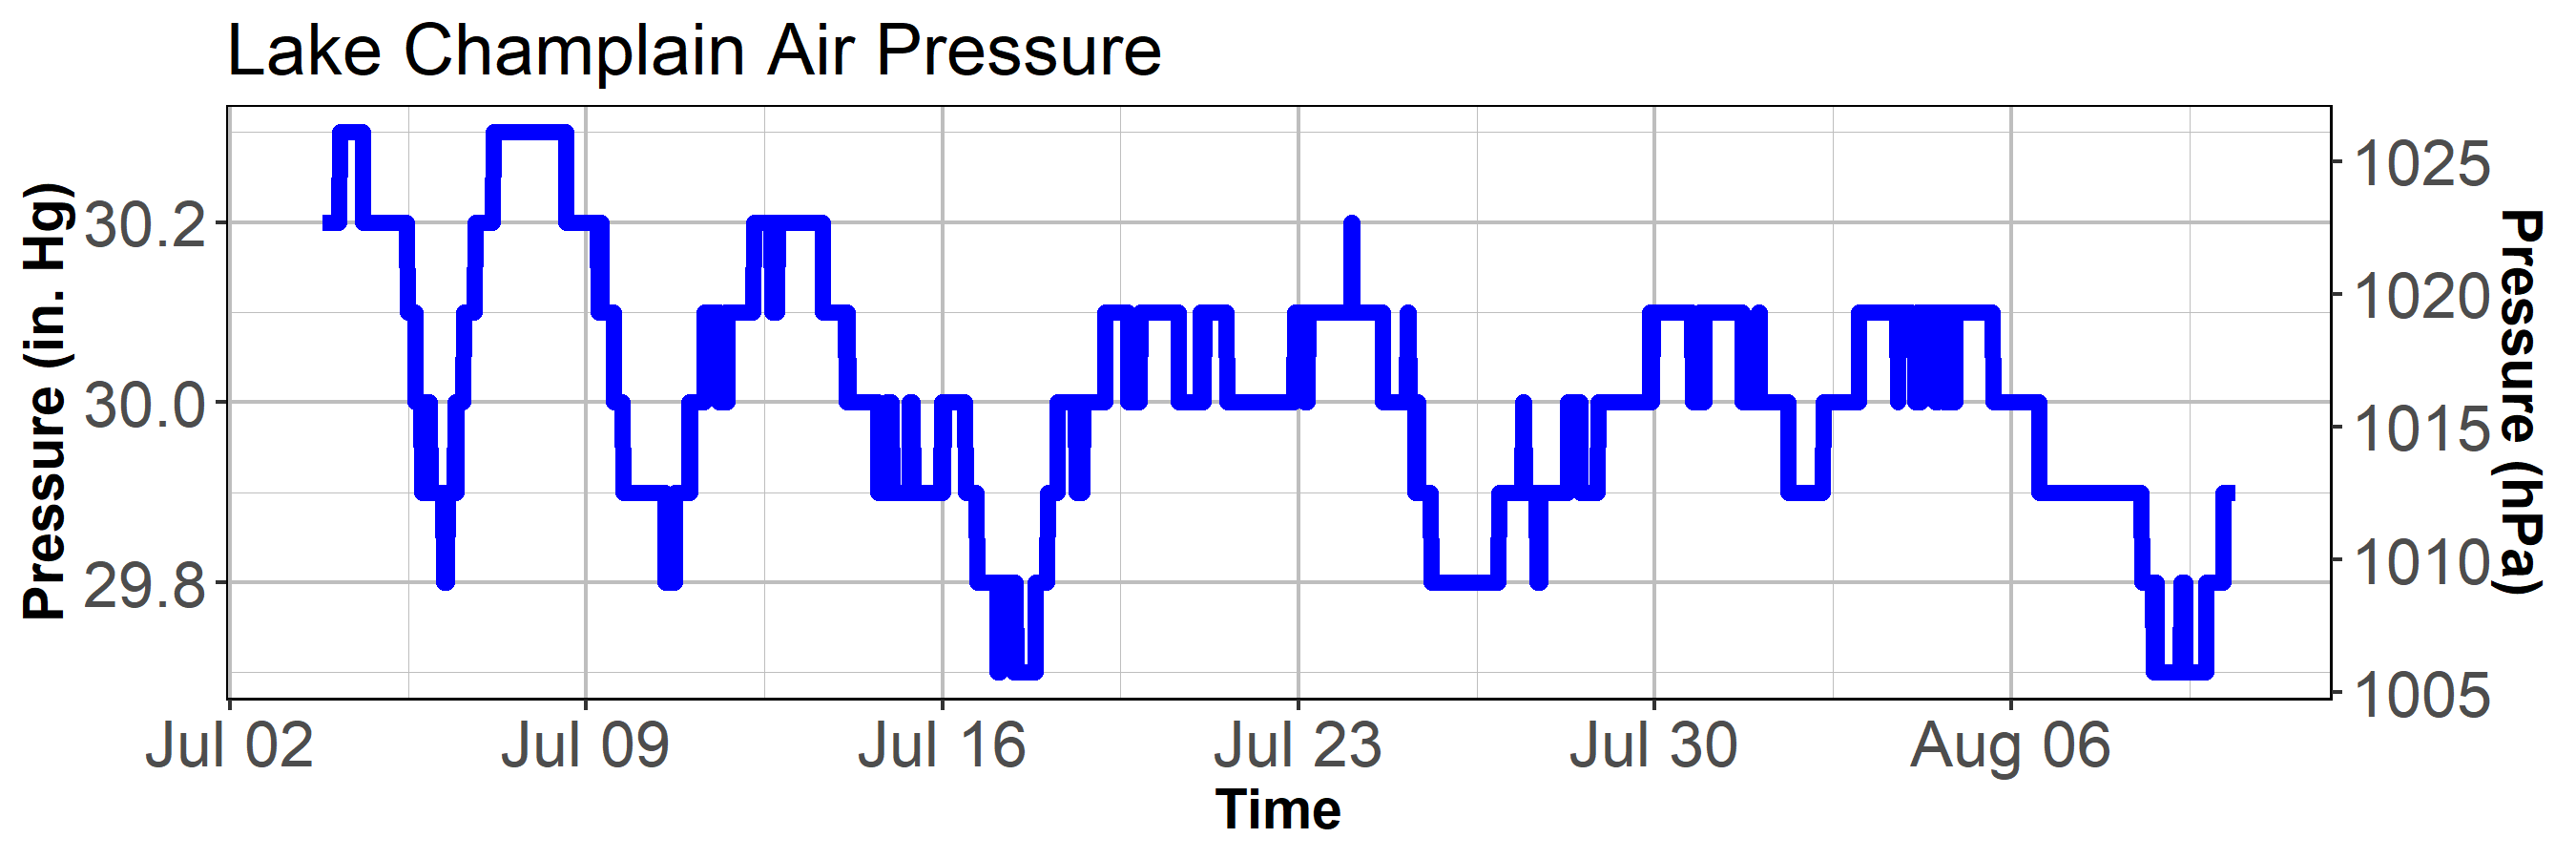 Lake Champlain Air Pressure
Pressure (in. Hg)
30.2
30.0
29.8
1025
1020
1015
1010
1005
Pressure (hPa)
Jul 02 Jul 09 Jul 16 Jul 23 Jul 30 Aug 06
Time